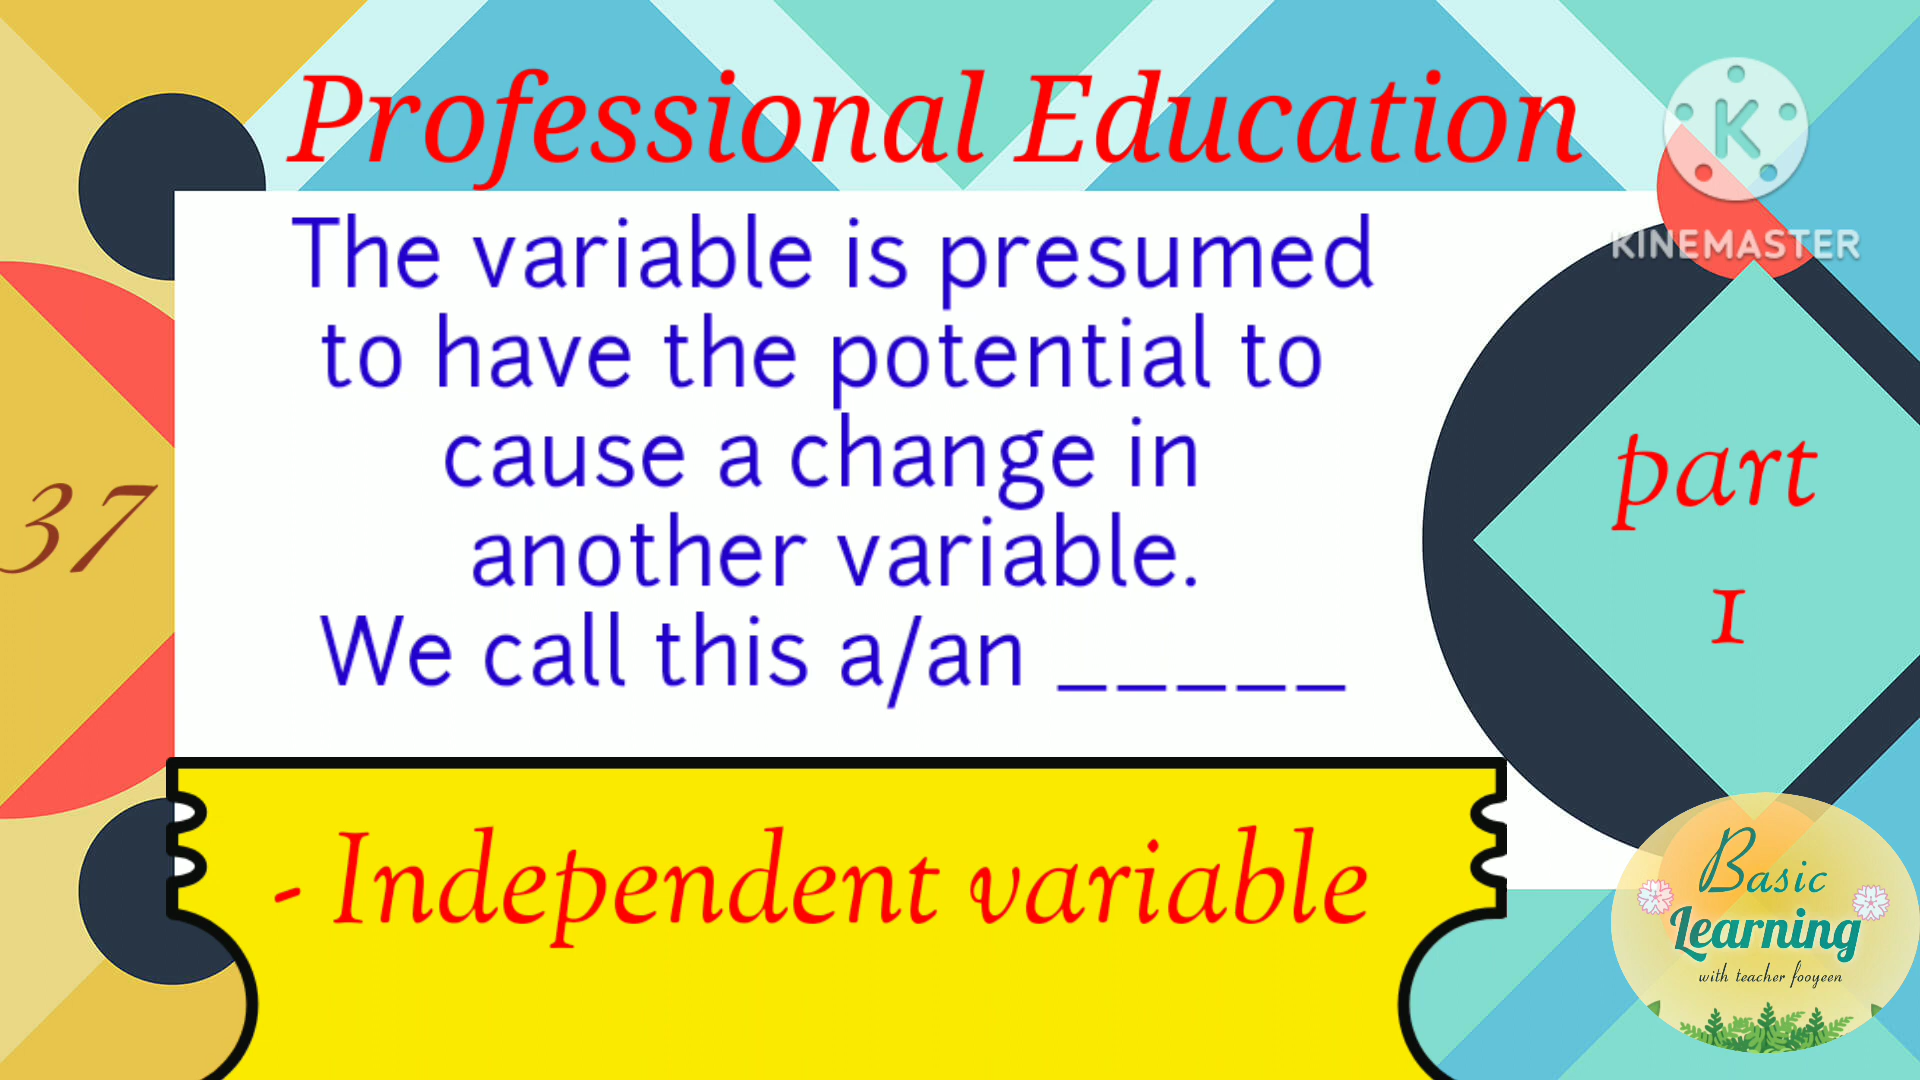 Professional Education
K
KINEMASTER
The variable is presumed
to have the potential to
cause a change in
another variable.
We call this a/an _____
37
part
1
- Independent variable
Basic
Learning
with teacher fooyeen